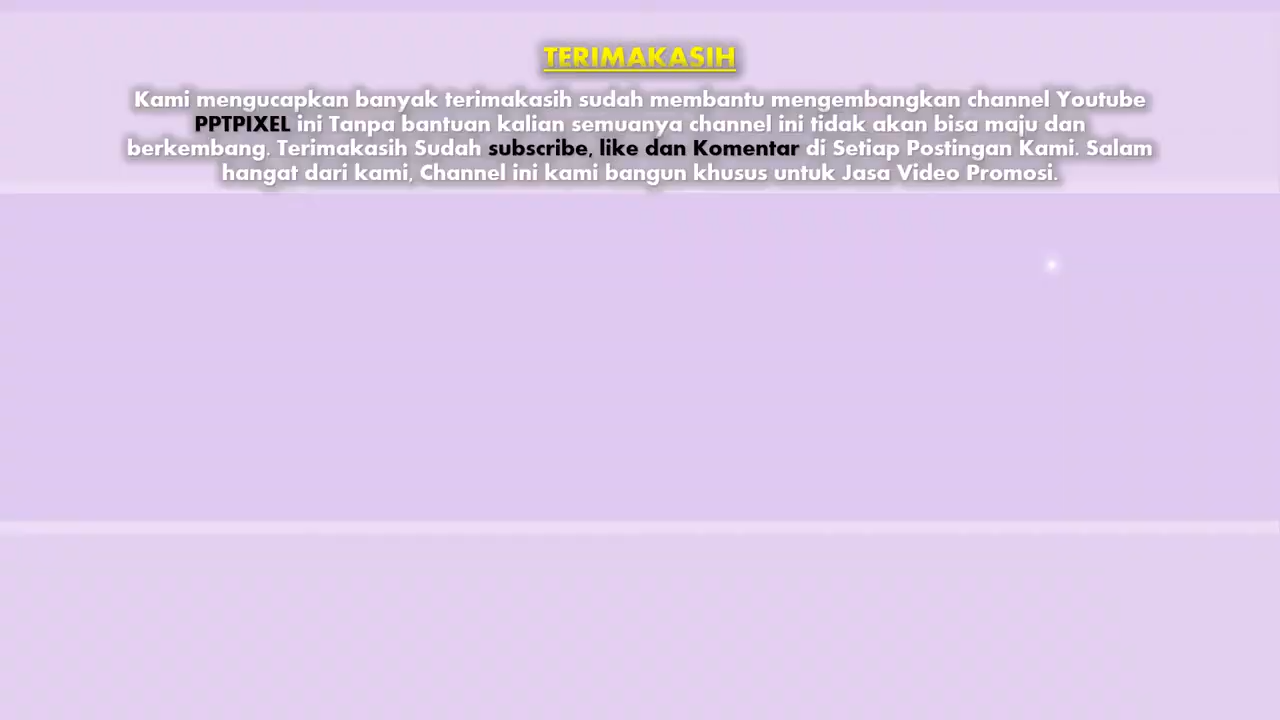 TERIMAKASIH
Kami mengucapkan banyak terimakasih sudah membantu mengembangkan channel Youtube
PPTPIXEL ini Tanpa bantuan kalian semuanya channel ini tidak akan bisa maju dan
berkembang. Terimakasih Sudah subscribe, like dan Komentar di Setiap Postingan Kami. Salam
hangat dari kami, Channel ini kami bangun khusus untuk Jasa Video Promosi.